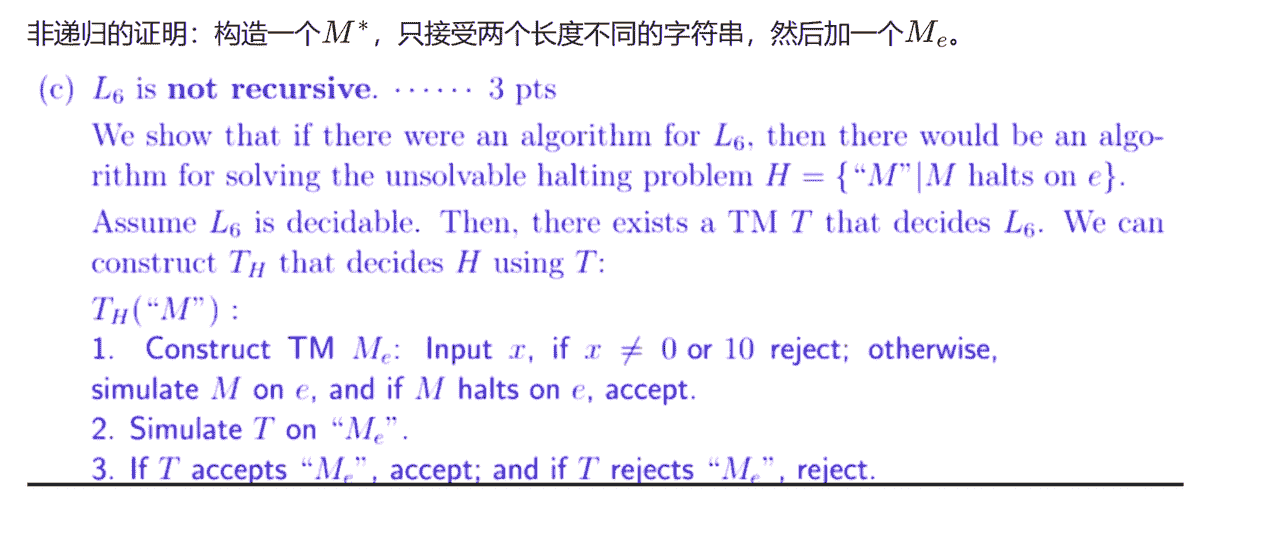 非递归的证明：构造一个M*，只接受两个长度不同的字符串，然后加一个Mₑ。
(c) L₆ is not recursive. ······ 3 pts
We show that if there were an algorithm for L₆, then there would be an algo-
rithm for solving the unsolvable halting problem H = {“M”|M halts on e}.
Assume L₆ is decidable. Then, there exists a TM T that decides L₆. We can
construct T_H that decides H using T:
T_H(“M”) :
1. Construct TM Mₑ: Input x, if x ≠ 0 or 10 reject; otherwise,
simulate M on e, and if M halts on e, accept.
2. Simulate T on “Mₑ”.
3. If T accepts “Mₑ”, accept; and if T rejects “Mₑ”, reject.